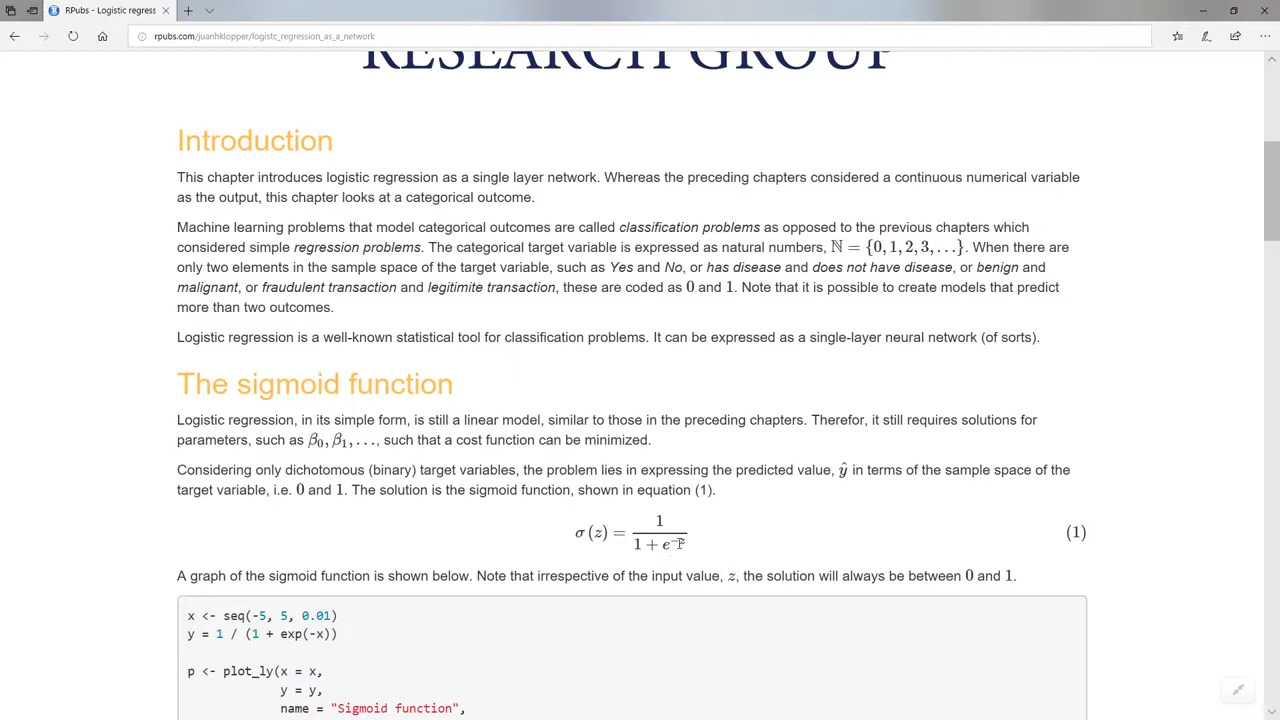 RPubs - Logistic regress
rpubs.com/juanhklopper/logistc_regression_as_a_network
RESEARCH GROUP
Introduction
This chapter introduces logistic regression as a single layer network. Whereas the preceding chapters considered a continuous numerical variable
as the output, this chapter looks at a categorical outcome.
Machine learning problems that model categorical outcomes are called classification problems as opposed to the previous chapters which
considered simple regression problems. The categorical target variable is expressed as natural numbers, ℕ = {0, 1, 2, 3, …}. When there are
only two elements in the sample space of the target variable, such as Yes and No, or has disease and does not have disease, or benign and
malignant, or fraudulent transaction and legitimite transaction, these are coded as 0 and 1. Note that it is possible to create models that predict
more than two outcomes.
Logistic regression is a well-known statistical tool for classification problems. It can be expressed as a single-layer neural network (of sorts).
The sigmoid function
Logistic regression, in its simple form, is still a linear model, similar to those in the preceding chapters. Therefor, it still requires solutions for
parameters, such as β₀, β₁, …, such that a cost function can be minimized.
Considering only dichotomous (binary) target variables, the problem lies in expressing the predicted value, ŷ in terms of the sample space of the
target variable, i.e. 0 and 1. The solution is the sigmoid function, shown in equation (1).
σ (z) = 1 / (1 + e⁻ᶻ) (1)
A graph of the sigmoid function is shown below. Note that irrespective of the input value, z, the solution will always be between 0 and 1.
x <- seq(-5, 5, 0.01)
y = 1 / (1 + exp(-x))
p <- plot_ly(x = x,
y = y,
name = "Sigmoid function",